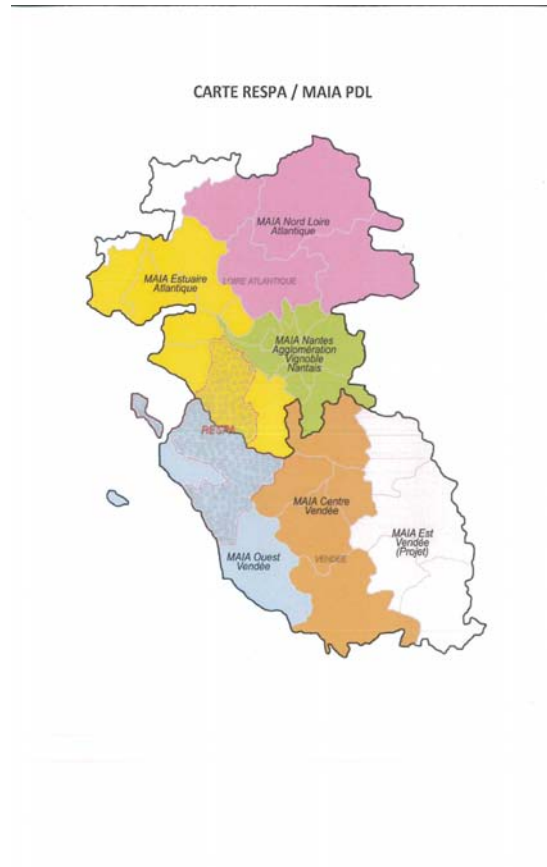 CARTE RESPA / MAIA PDL
MAIA Nord Loire
Atlantique
MAIA Estuaire
Atlantique
LOIRE ATLANTIQUE
MAIA Nantes
Agglomération
Vignoble
Nantais
RESPA
MAIA Centre
Vendée
MAIA Est
Vendée
(Projet)
MAIA Ouest
Vendée
VENDEE